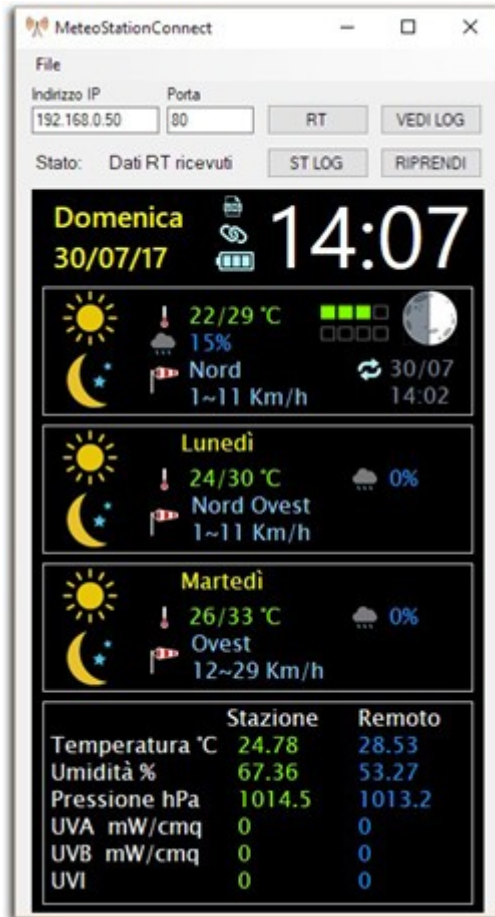 MeteoStationConnect
File
Indirizzo IP Porta
192.168.0.50 80 RT VEDI LOG
Stato: Dati RT ricevuti ST LOG RIPRENDI
Domenica 14:07
30/07/17
22/29 °C
15%
Nord 30/07
1~11 Km/h 14:02
Lunedì
24/30 °C 0%
Nord Ovest
1~11 Km/h
Martedì
26/33 °C 0%
Ovest
12~29 Km/h
Stazione Remoto
Temperatura °C 24.78 28.53
Umidità % 67.36 53.27
Pressione hPa 1014.5 1013.2
UVA mW/cmq 0 0
UVB mW/cmq 0 0
UVI 0 0